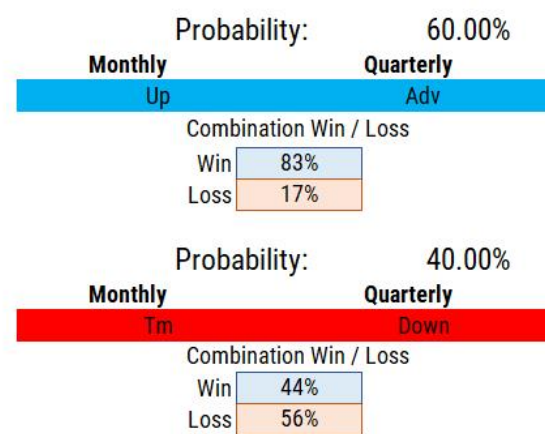 Probability: 60.00%
Monthly Quarterly
Up Adv
Combination Win / Loss
Win 83%
Loss 17%
Probability: 40.00%
Monthly Quarterly
Tm Down
Combination Win / Loss
Win 44%
Loss 56%